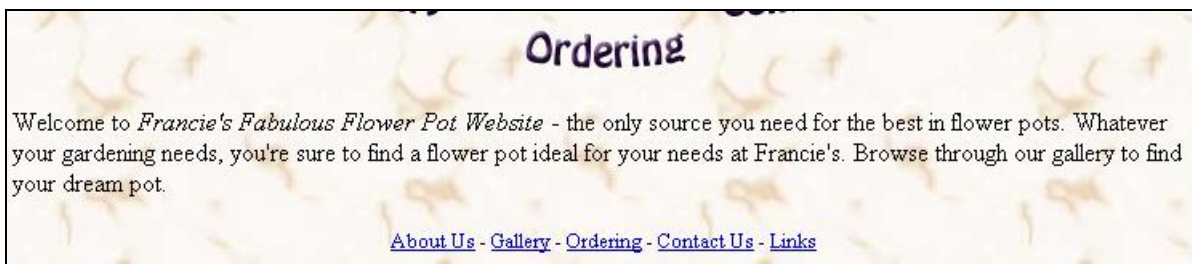 Ordering
Welcome to Francie's Fabulous Flower Pot Website - the only source you need for the best in flower pots. Whatever
your gardening needs, you're sure to find a flower pot ideal for your needs at Francie's. Browse through our gallery to find
your dream pot.
About Us - Gallery - Ordering - Contact Us - Links